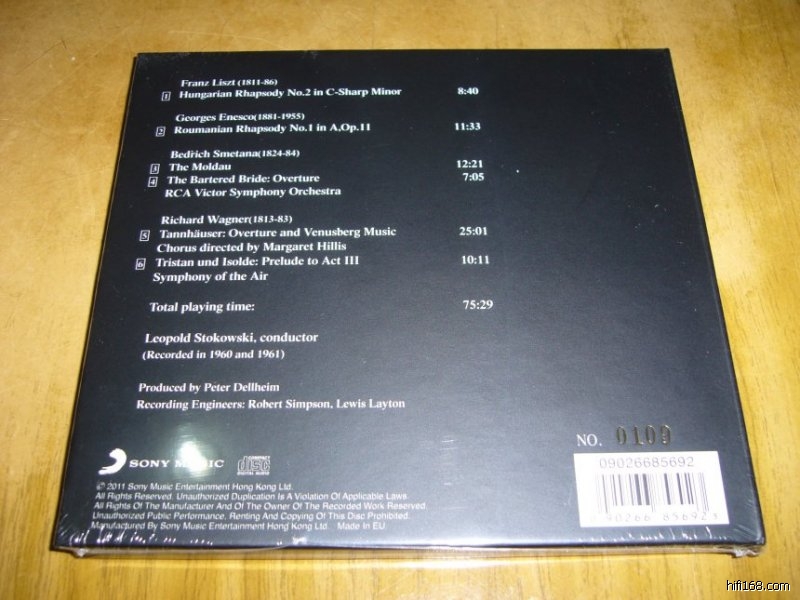 Franz Liszt (1811-86)
1 Hungarian Rhapsody No.2 in C-Sharp Minor 8:40
Georges Enesco(1881-1955)
2 Roumanian Rhapsody No.1 in A,Op.11 11:33
Bedřich Smetana(1824-84)
3 The Moldau 12:21
4 The Bartered Bride: Overture 7:05
RCA Victor Symphony Orchestra
Richard Wagner(1813-83)
5 Tannhäuser: Overture and Venusberg Music 25:01
Chorus directed by Margaret Hillis
6 Tristan und Isolde: Prelude to Act III 10:11
Symphony of the Air
Total playing time: 75:29
Leopold Stokowski, conductor
(Recorded in 1960 and 1961)
Produced by Peter Dellheim
Recording Engineers: Robert Simpson, Lewis Layton
NO. 0109
SONY MUSIC
COMPACT disc DIGITAL AUDIO
09026685692
℗ 2011 Sony Music Entertainment Hong Kong Ltd.
All Rights Reserved. Unauthorized Duplication Is A Violation Of Applicable Laws
All Rights Of The Manufacturer And Of The Owner Of The Recorded Work Reserved.
Unauthorized Public Performance, Renting And Copying Of This Disc Prohibited.
Manufactured By Sony Music Entertainment Hong Kong Ltd. Made In EU.
90266 85692
hifi168.com